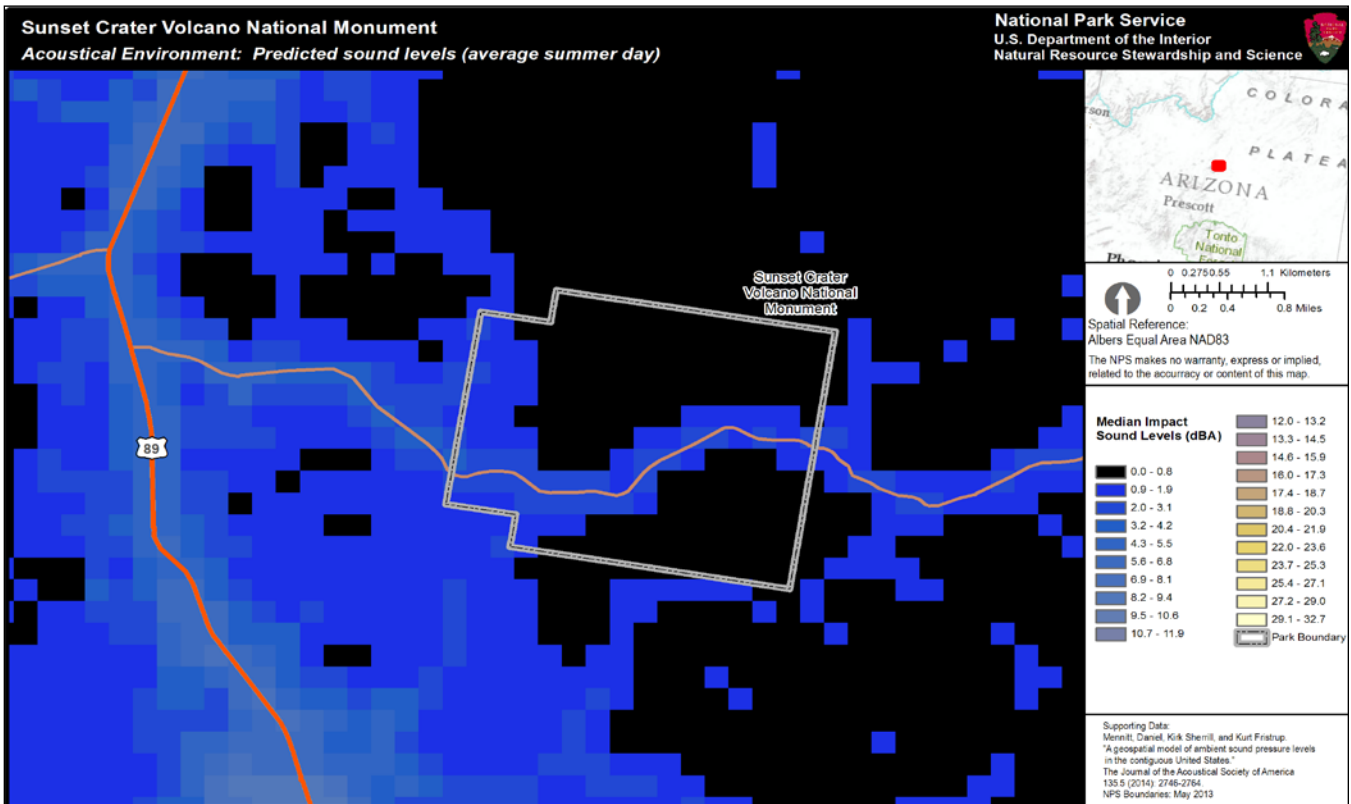 Sunset Crater Volcano National Monument
Acoustical Environment: Predicted sound levels (average summer day)
National Park Service
U.S. Department of the Interior
Natural Resource Stewardship and Science
COLORA
rson
PLATEA
ARIZONA
Prescott
Tonto
National
Sunset Crater
Volcano National
Monument
89
0 0.2750.55 1.1 Kilometers
0 0.2 0.4 0.8 Miles
Spatial Reference:
Albers Equal Area NAD83
The NPS makes no warranty, express or implied,
related to the accurracy or content of this map.
Median Impact
Sound Levels (dBA)
0.0 - 0.8
0.9 - 1.9
2.0 - 3.1
3.2 - 4.2
4.3 - 5.5
5.6 - 6.8
6.9 - 8.1
8.2 - 9.4
9.5 - 10.6
10.7 - 11.9
12.0 - 13.2
13.3 - 14.5
14.6 - 15.9
16.0 - 17.3
17.4 - 18.7
18.8 - 20.3
20.4 - 21.9
22.0 - 23.6
23.7 - 25.3
25.4 - 27.1
27.2 - 29.0
29.1 - 32.7
Park Boundary
Supporting Data:
Mennitt, Daniel, Kirk Sherrill, and Kurt Fristrup.
"A geospatial model of ambient sound pressure levels
in the contiguous United States."
The Journal of the Acoustical Society of America
135.5 (2014): 2746-2764.
NPS Boundaries: May 2013